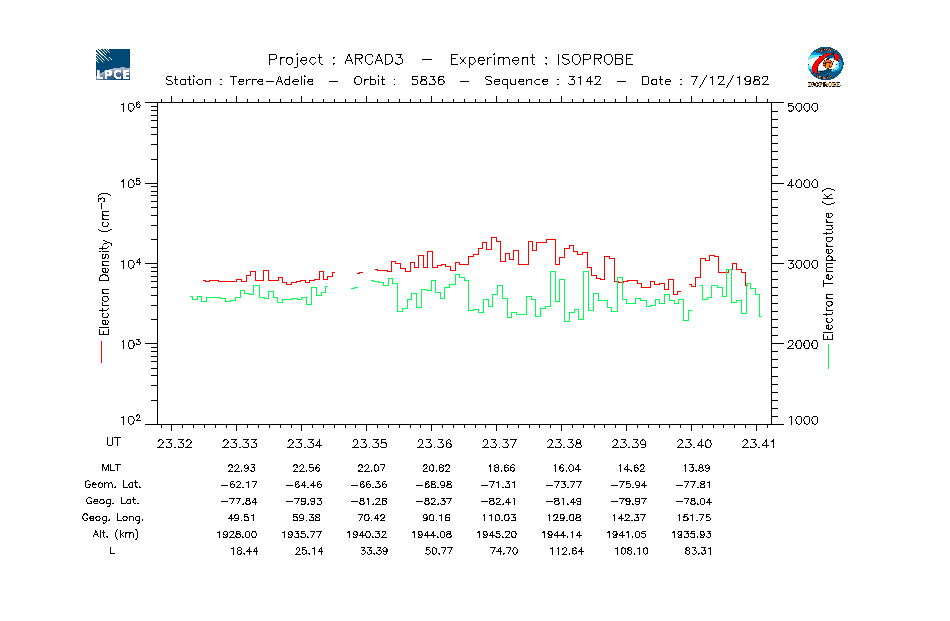 LPCE
Project : ARCAD3 – Experiment : ISOPROBE
ISOPROBE
Station : Terre-Adelie – Orbit : 5836 – Sequence : 3142 – Date : 7/12/1982
10^6 5000
10^5 4000
10^4 3000
10^3 2000
10^2 1000
Electron Density (cm^-3)
Electron Temperature (K)
UT 23.32 23.33 23.34 23.35 23.36 23.37 23.38 23.39 23.40 23.41
MLT 22.93 22.56 22.07 20.62 18.66 16.04 14.62 13.89
Geom. Lat. -62.17 -64.46 -66.36 -68.98 -71.31 -73.77 -75.94 -77.81
Geog. Lat. -77.84 -79.93 -81.26 -82.37 -82.41 -81.49 -79.97 -78.04
Geog. Long. 49.51 59.38 70.42 90.16 110.03 129.08 142.37 151.75
Alt. (km) 1928.00 1935.77 1940.32 1944.08 1945.20 1944.14 1941.05 1935.93
L 18.44 25.14 33.39 50.77 74.70 112.64 108.10 83.31